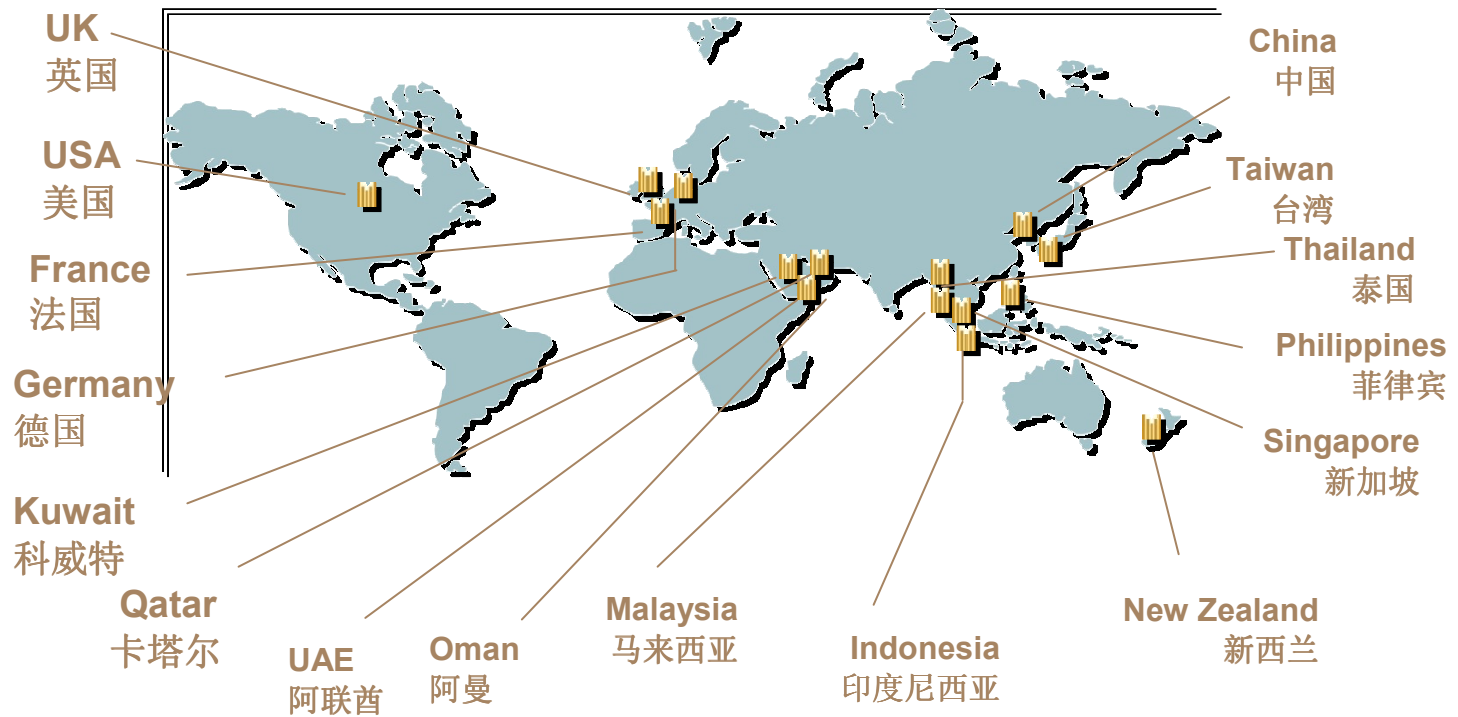 UK
英国
USA
美国
France
法国
Germany
德国
Kuwait
科威特
Qatar
卡塔尔
UAE
阿联酋
Oman
阿曼
Malaysia
马来西亚
Indonesia
印度尼西亚
New Zealand
新西兰
Singapore
新加坡
Philippines
菲律宾
Thailand
泰国
Taiwan
台湾
China
中国